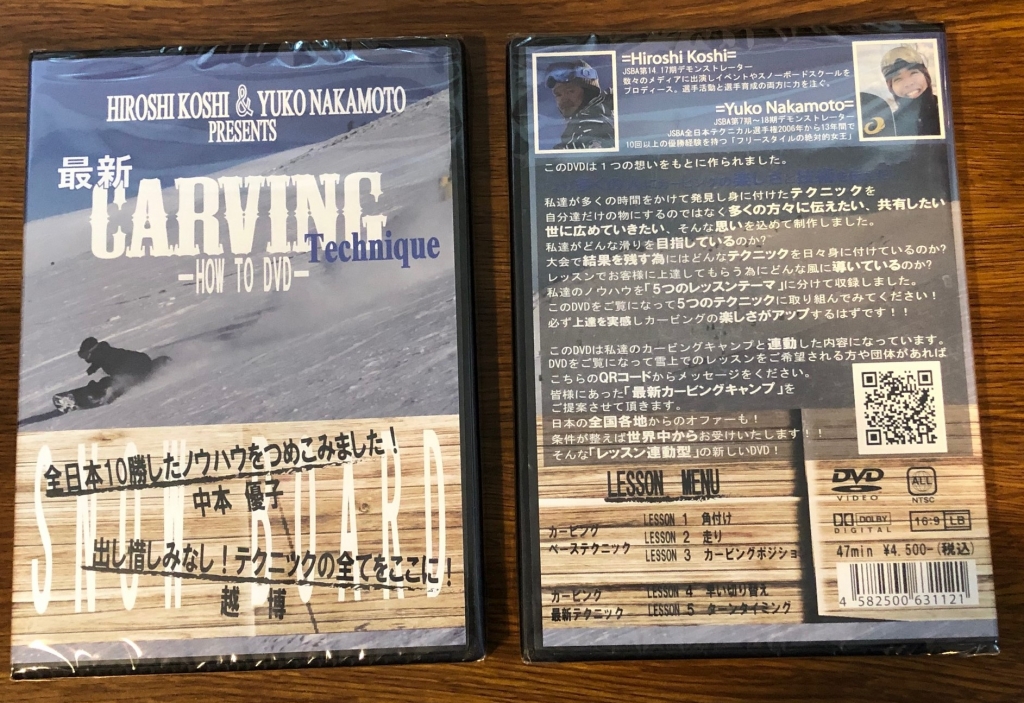 HIROSHI KOSHI & YUKO NAKAMOTO
PRESENTS
最新
CARVING
Technique
-HOW TO DVD-
SNOW BOARD
全日本10勝したノウハウをつめこみました！
中本 優子
出し惜しみなし！テクニックの全てをここに！
越 博
=Hiroshi Koshi=
JSBA第14 17期デモンストレーター
数々のメディアに出演しイベントやスノーボードスクールを
プロディース。選手活動と選手育成の両方に力を注ぐ。
=Yuko Nakamoto=
JSBA第7期～18期デモンストレーター
JSBA全日本テクニカル選手権2006年から13年間で
10回以上の優勝経験を持つ「フリースタイルの絶対的女王」
このDVDは１つの想いをもとに作られました。
私達が多くの時間をかけて発見し身に付けたテクニックを
自分達だけの物にするのではなく多くの方々に伝えたい、共有したい
世に広めていきたい、そんな思いを込めて制作しました。
私達がどんな滑りを目指しているのか?
大会で結果を残す為にはどんなテクニックを日々身に付けているのか?
レッスンでお客様に上達してもらう為にどんな風に導いているのか?
私達のノウハウを「５つのレッスンテーマ」に分けて収録しました。
このDVDをご覧になって５つのテクニックに取り組んでみてください！
必ず上達を実感しカービングの楽しさがアップするはずです！！
このDVDは私達のカービングキャンプと連動した内容になっています。
DVDをご覧になって雪上でのレッスンをご希望される方や団体があれば
こちらのQRコードからメッセージをください。
皆様にあった「最新カービングキャンプ」を
ご提案させて頂きます。
日本の全国各地からのオファーも！
条件が整えば世界中からお受けいたします！！
そんな「レッスン連動型」の新しいDVD！
LESSON MENU
カービング
ベーステクニック
LESSON 1 角付け
LESSON 2 走り
LESSON 3 カービングポジショ
カービング
最新テクニック
LESSON 4 早い切り替え
LESSON 5 ターンタイミング
DVD
VIDEO
ALL
NTSC
DOLBY
DIGITAL
16:9 LB
47min ¥4,500-(税込)
4 582500 631121